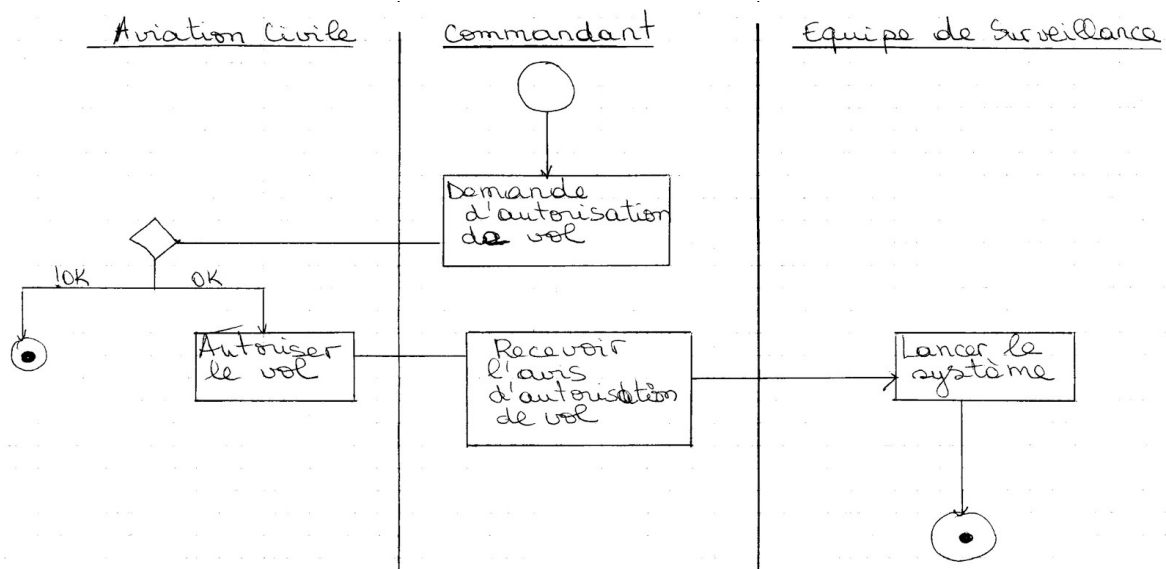 Aviation Civile
Commandant
Equipe de Surveillance
Demande
d'autorisation
de vol
!OK
OK
Autoriser
le vol
Recevoir
l'avis
d'autorisation
de vol
Lancer le
système